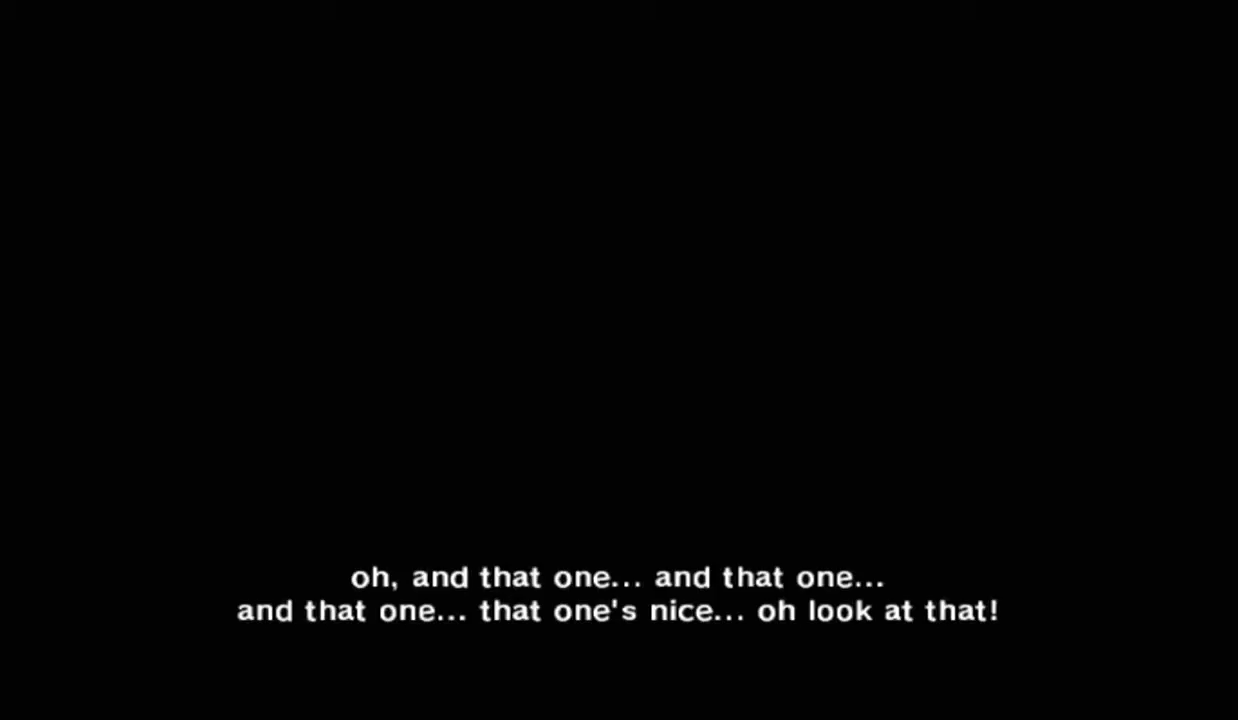 oh, and that one... and that one...
and that one... that one's nice... oh look at that!